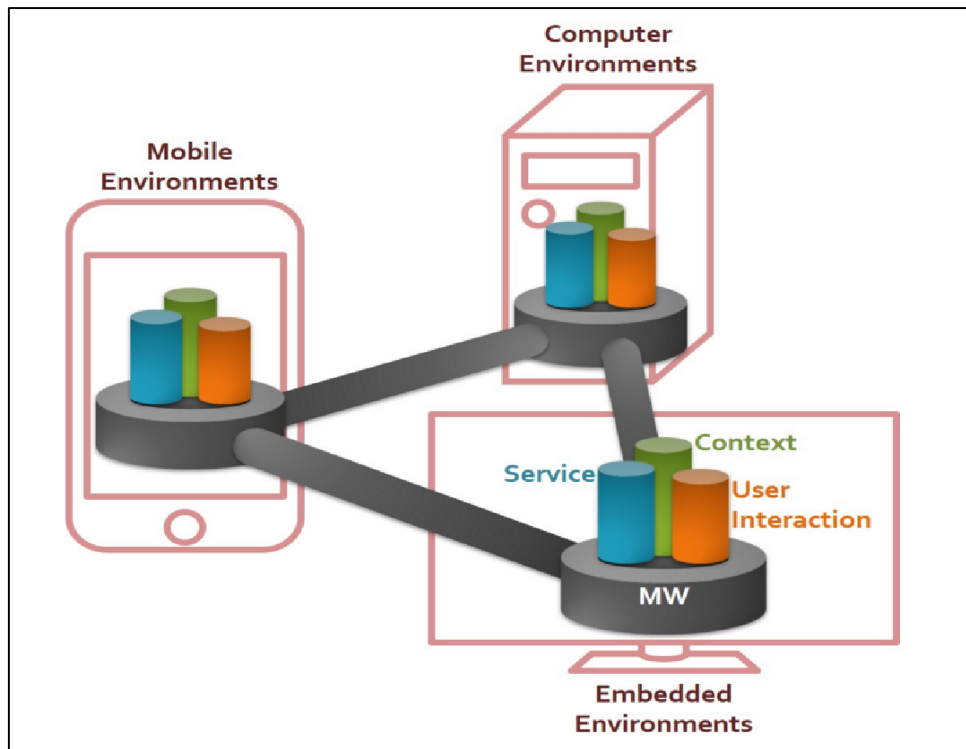 Computer
Environments
Mobile
Environments
Context
Service
User
Interaction
MW
Embedded
Environments